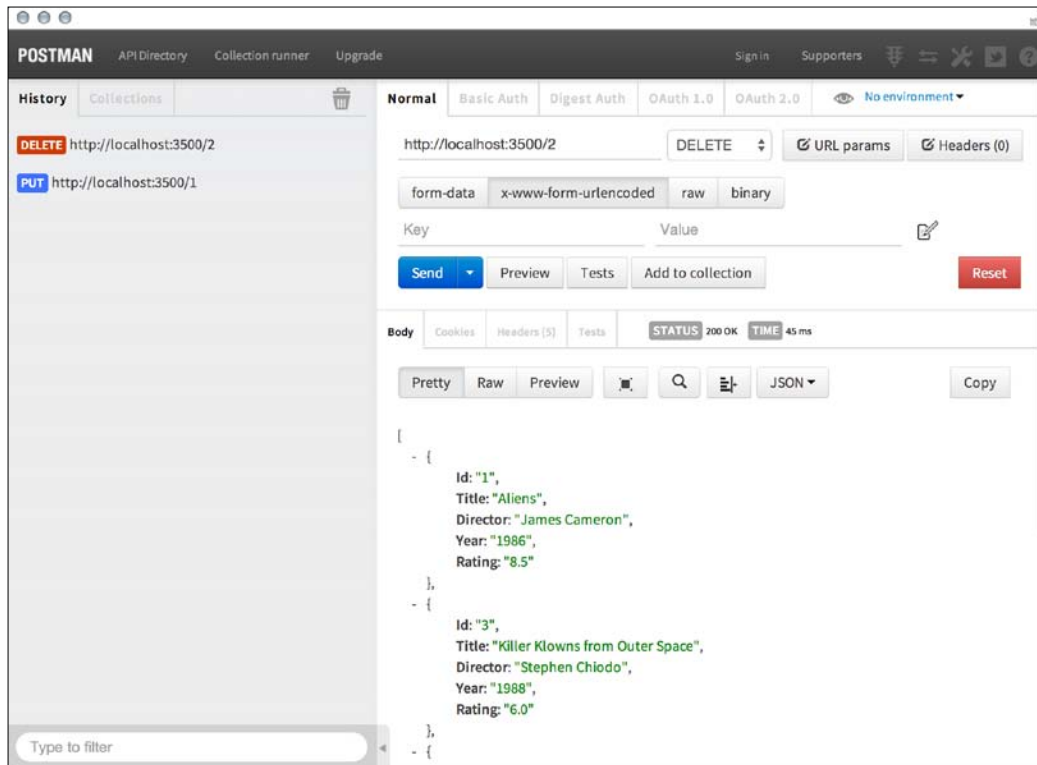 POSTMAN API Directory Collection runner Upgrade Sign in Supporters
History Collections
DELETE http://localhost:3500/2
PUT http://localhost:3500/1
Type to filter
Normal Basic Auth Digest Auth OAuth 1.0 OAuth 2.0 No environment
http://localhost:3500/2 DELETE URL params Headers (0)
form-data x-www-form-urlencoded raw binary
Key Value
Send Preview Tests Add to collection Reset
Body Cookies Headers (5) Tests STATUS 200 OK TIME 45 ms
Pretty Raw Preview JSON Copy
[
- {
Id: "1",
Title: "Aliens",
Director: "James Cameron",
Year: "1986",
Rating: "8.5"
},
- {
Id: "3",
Title: "Killer Klowns from Outer Space",
Director: "Stephen Chiodo",
Year: "1988",
Rating: "6.0"
},
- {